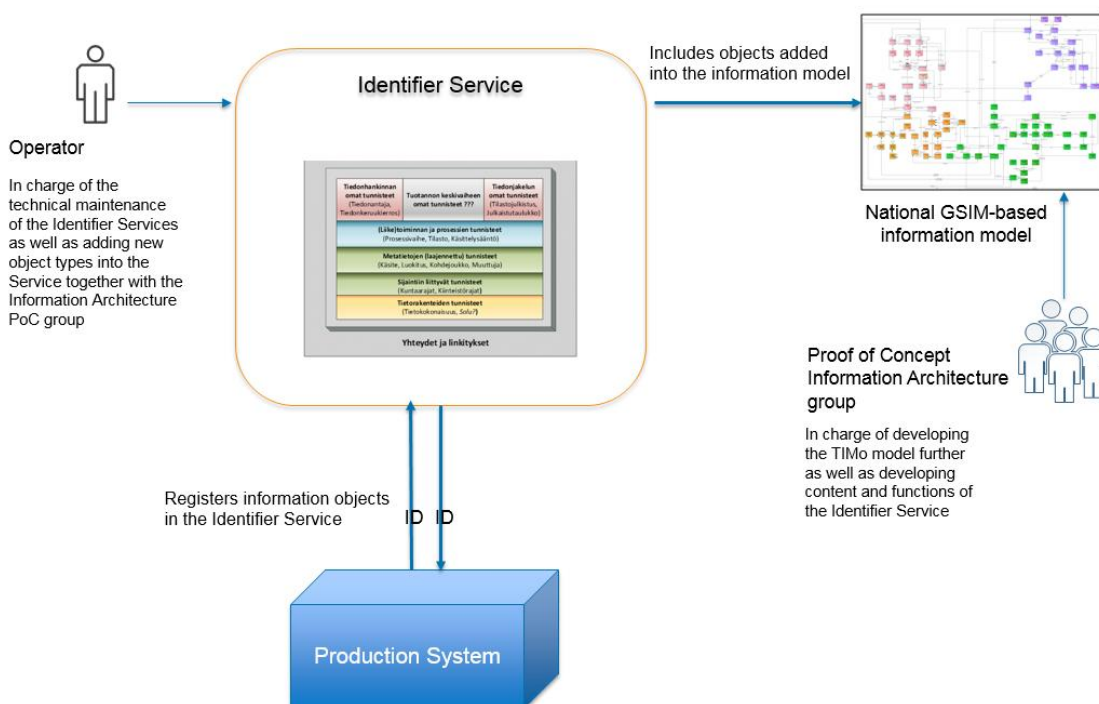 Identifier Service
Includes objects added
into the information model
Operator
In charge of the
technical maintenance
of the Identifier Services
as well as adding new
object types into the
Service together with the
Information Architecture
PoC group
Tiedonhankinnan
omat tunnisteet
(Tiedonantaja,
Tiedonkeruukierros)
Tuotannon keskivaiheen
omat tunnisteet ???
Tiedonjakelun
omat tunnisteet
(Tilastojulkistus,
Julkaistutaulukko)
(Liike)toiminnan ja prosessien tunnisteet
(Prosessivaihe, Tilasto, Käsittelysääntö)
Metatietojen (laajennettu) tunnisteet
(Käsite, Luokitus, Kohdejoukko, Muuttuja)
Sijaintiin liittyvät tunnisteet
(Kuntaarajat, Kiinteistörajat)
Tietorakenteiden tunnisteet
(Tietokokonaisuus, Solu?)
Yhteydet ja linkitykset
National GSIM-based
information model
Proof of Concept
Information Architecture
group
In charge of developing
the TIMo model further
as well as developing
content and functions of
the Identifier Service
Registers information objects
in the Identifier Service
ID ID
Production System